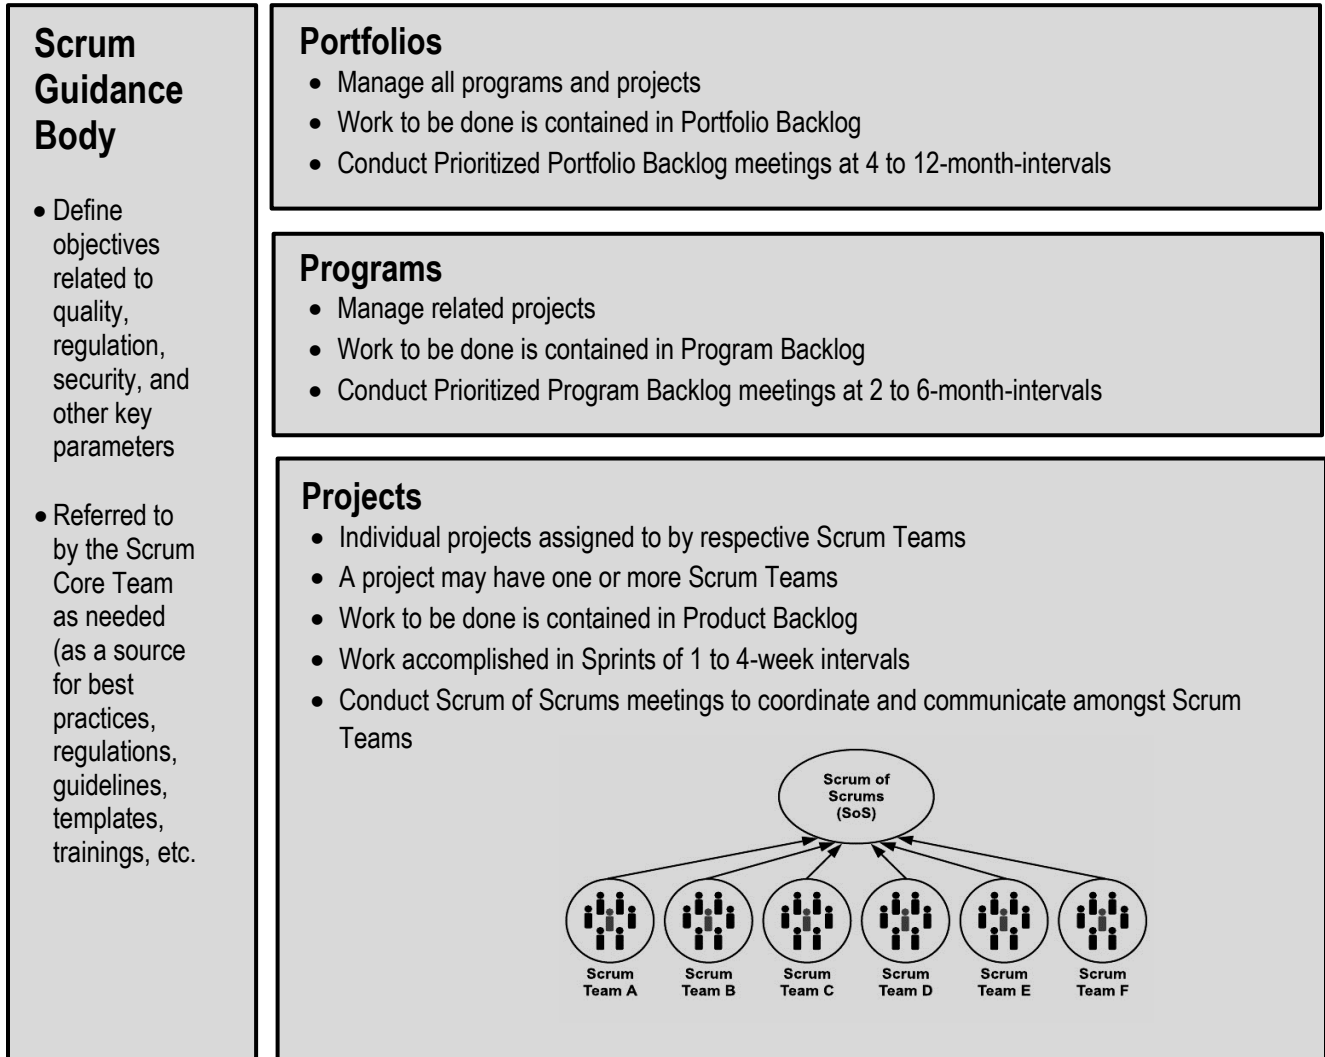 Scrum
Guidance
Body
• Define
objectives
related to
quality,
regulation,
security, and
other key
parameters
• Referred to
by the Scrum
Core Team
as needed
(as a source
for best
practices,
regulations,
guidelines,
templates,
trainings, etc.
Portfolios
• Manage all programs and projects
• Work to be done is contained in Portfolio Backlog
• Conduct Prioritized Portfolio Backlog meetings at 4 to 12-month-intervals
Programs
• Manage related projects
• Work to be done is contained in Program Backlog
• Conduct Prioritized Program Backlog meetings at 2 to 6-month-intervals
Projects
• Individual projects assigned to by respective Scrum Teams
• A project may have one or more Scrum Teams
• Work to be done is contained in Product Backlog
• Work accomplished in Sprints of 1 to 4-week intervals
• Conduct Scrum of Scrums meetings to coordinate and communicate amongst Scrum
Teams
Scrum of
Scrums
(SoS)
Scrum
Team A
Scrum
Team B
Scrum
Team C
Scrum
Team D
Scrum
Team E
Scrum
Team F